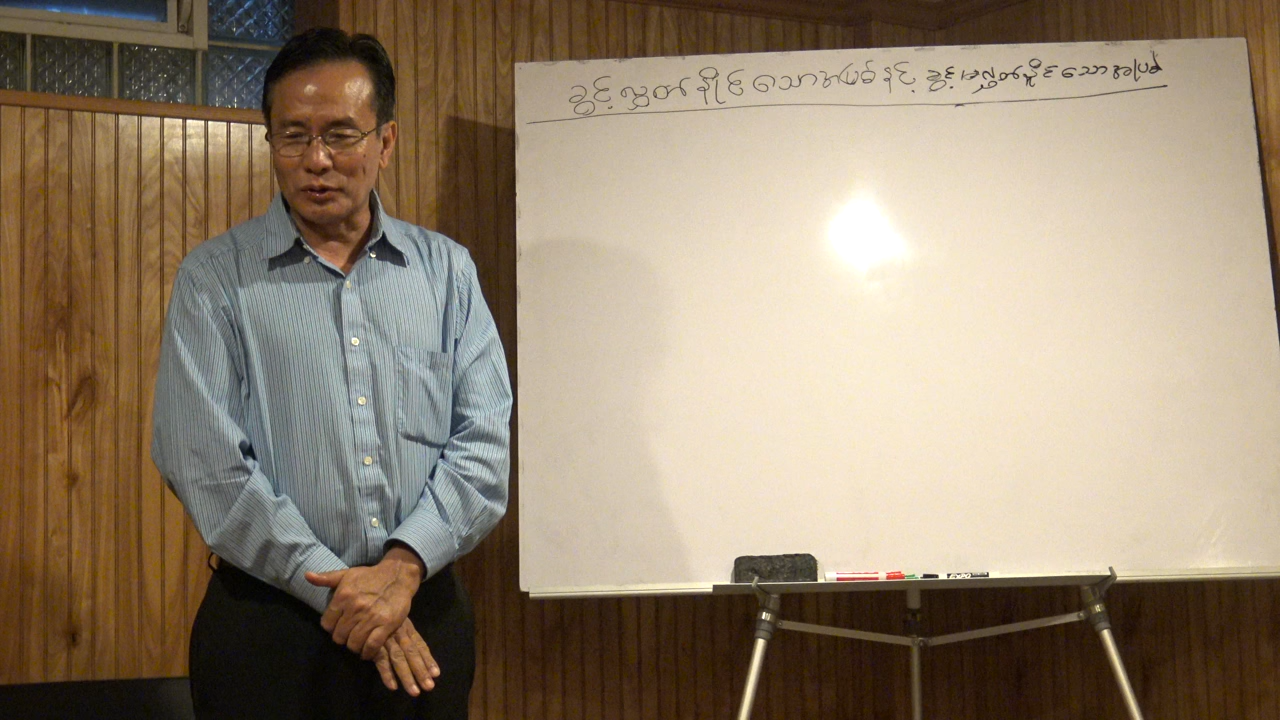 ခွင့်လွှတ်နိုင်သောအပြစ်နှင့် ခွင့်မလွှတ်နိုင်သောအပြစ်
EXPO